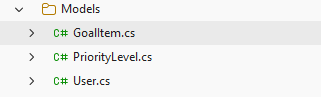 Models
C# GoalItem.cs
C# PriorityLevel.cs
C# User.cs